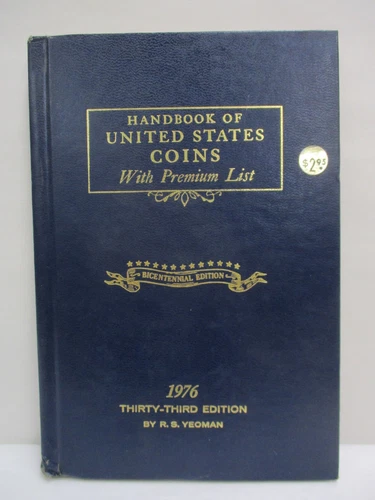 HANDBOOK OF
UNITED STATES
COINS
With Premium List
$2.95
BICENTENNIAL EDITION
1976
THIRTY-THIRD EDITION
BY R. S. YEOMAN